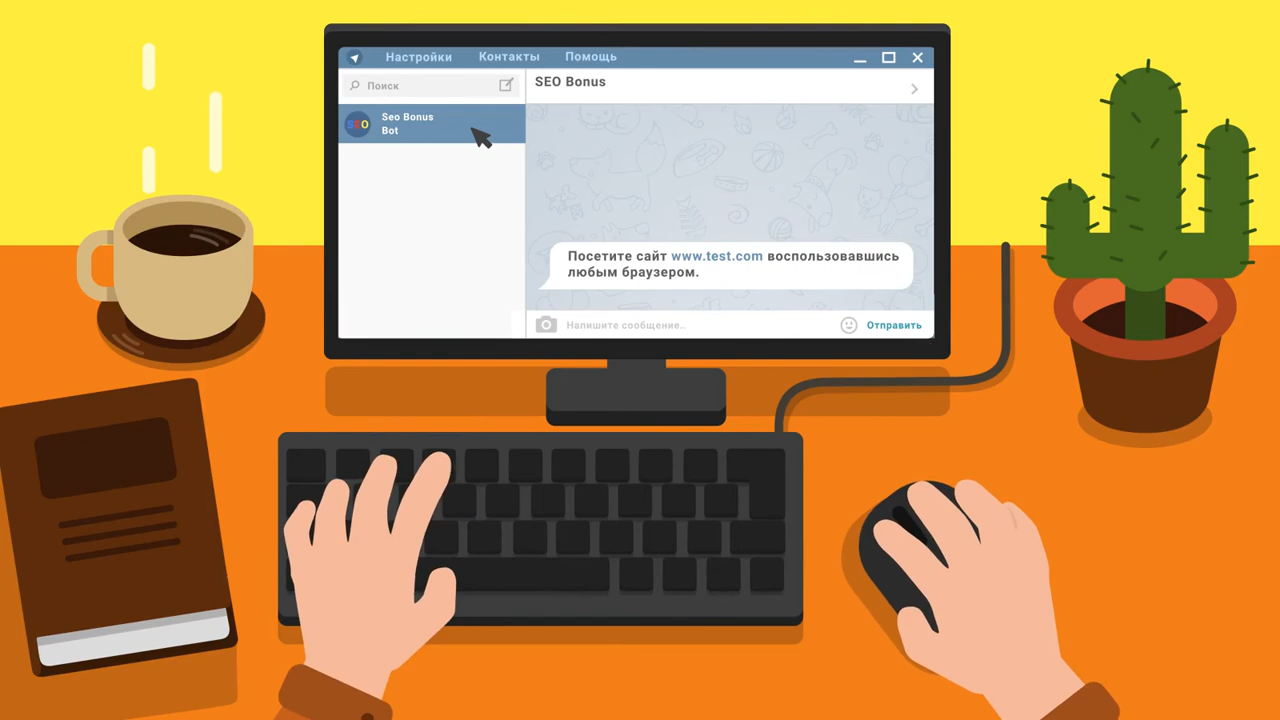 Настройки Контакты Помощь
Поиск
SEO Bonus
SEO
Seo Bonus
Bot
Посетите сайт www.test.com воспользовавшись
любым браузером.
Напишите сообщение..
Отправить